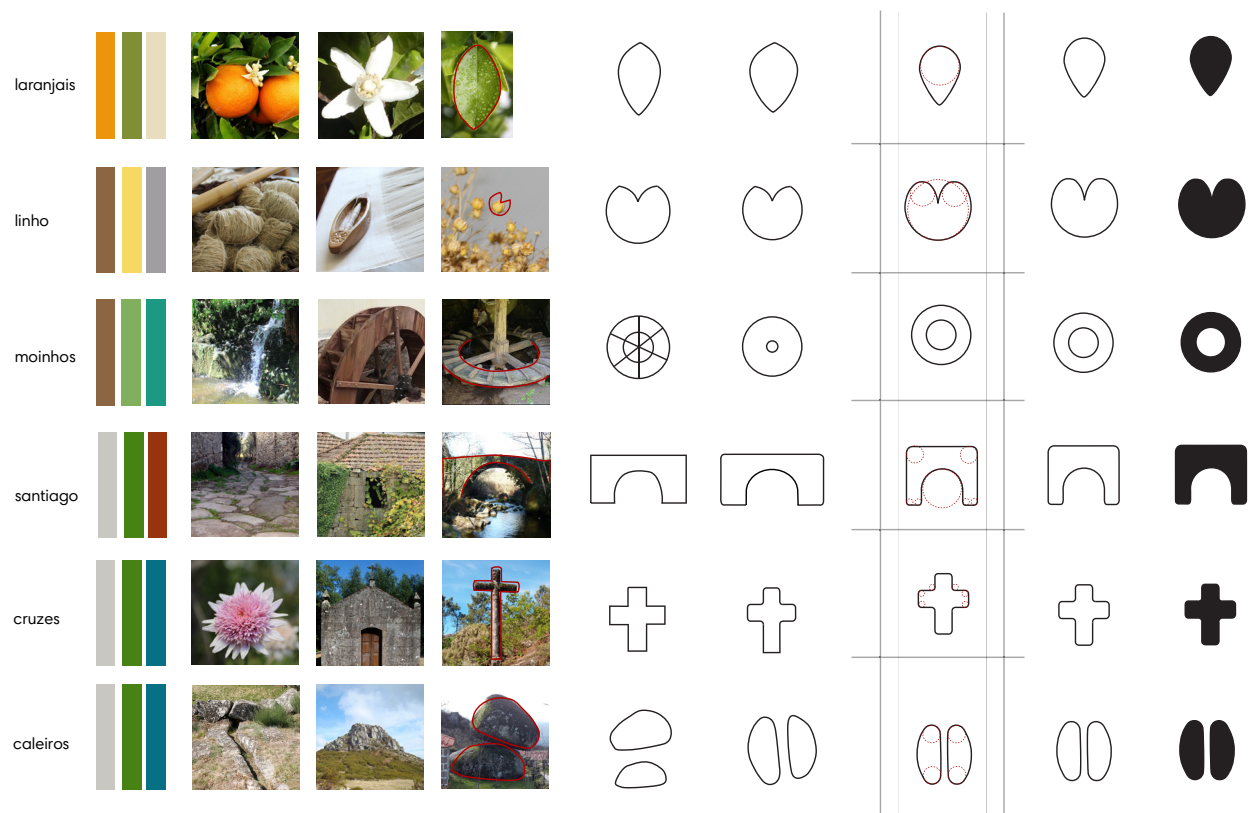 laranjais
linho
moinhos
santiago
cruzes
caleiros